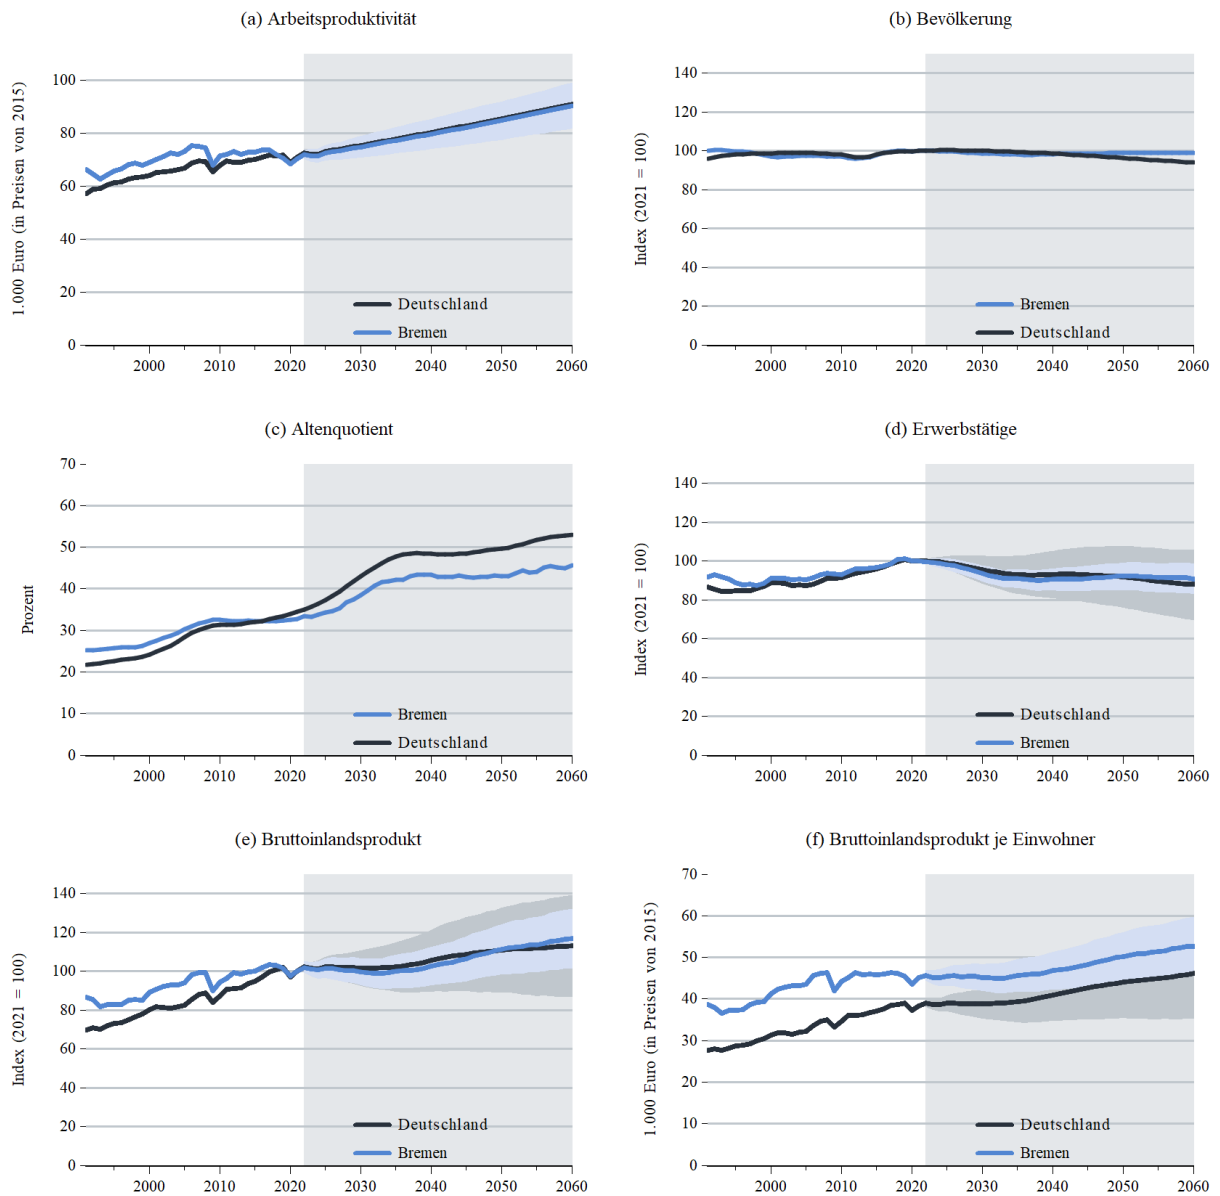 (a) Arbeitsproduktivität
1.000 Euro (in Preisen von 2015)
100
80
60
40
20
0
2000 2010 2020 2030 2040 2050 2060
Deutschland
Bremen
(b) Bevölkerung
Index (2021 = 100)
140
120
100
80
60
40
20
0
2000 2010 2020 2030 2040 2050 2060
Bremen
Deutschland
(c) Altenquotient
Prozent
70
60
50
40
30
20
10
0
2000 2010 2020 2030 2040 2050 2060
Bremen
Deutschland
(d) Erwerbstätige
Index (2021 = 100)
140
120
100
80
60
40
20
0
2000 2010 2020 2030 2040 2050 2060
Deutschland
Bremen
(e) Bruttoinlandsprodukt
Index (2021 = 100)
140
120
100
80
60
40
20
0
2000 2010 2020 2030 2040 2050 2060
Deutschland
Bremen
(f) Bruttoinlandsprodukt je Einwohner
1.000 Euro (in Preisen von 2015)
70
60
50
40
30
20
10
0
2000 2010 2020 2030 2040 2050 2060
Deutschland
Bremen